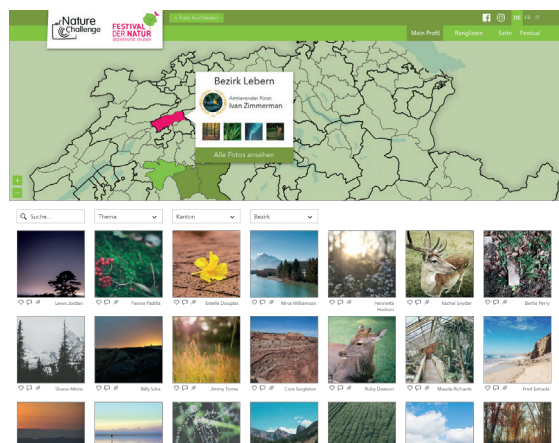 Nature
Challenge
FESTIVAL
DER NATUR
+ Foto hochladen
DE FR IT
Mein Profil Ranglisten Seite Festival
Bezirk Lebern
Amtierender Fürst:
Ivan Zimmerman
Alle Fotos ansehen
+
−
Suche...
Thema
Kanton
Bezirk
Lewis Jordan
Fannie Padilla
Estelle Douglas
Mina Williamson
Henrietta
Hodson
Rachel Snyder
Bertie Perry
Shane Atkins
Billy Silva
Jimmy Torres
Cora Singleton
Ruby Dawson
Maude Richards
Fred Estrada